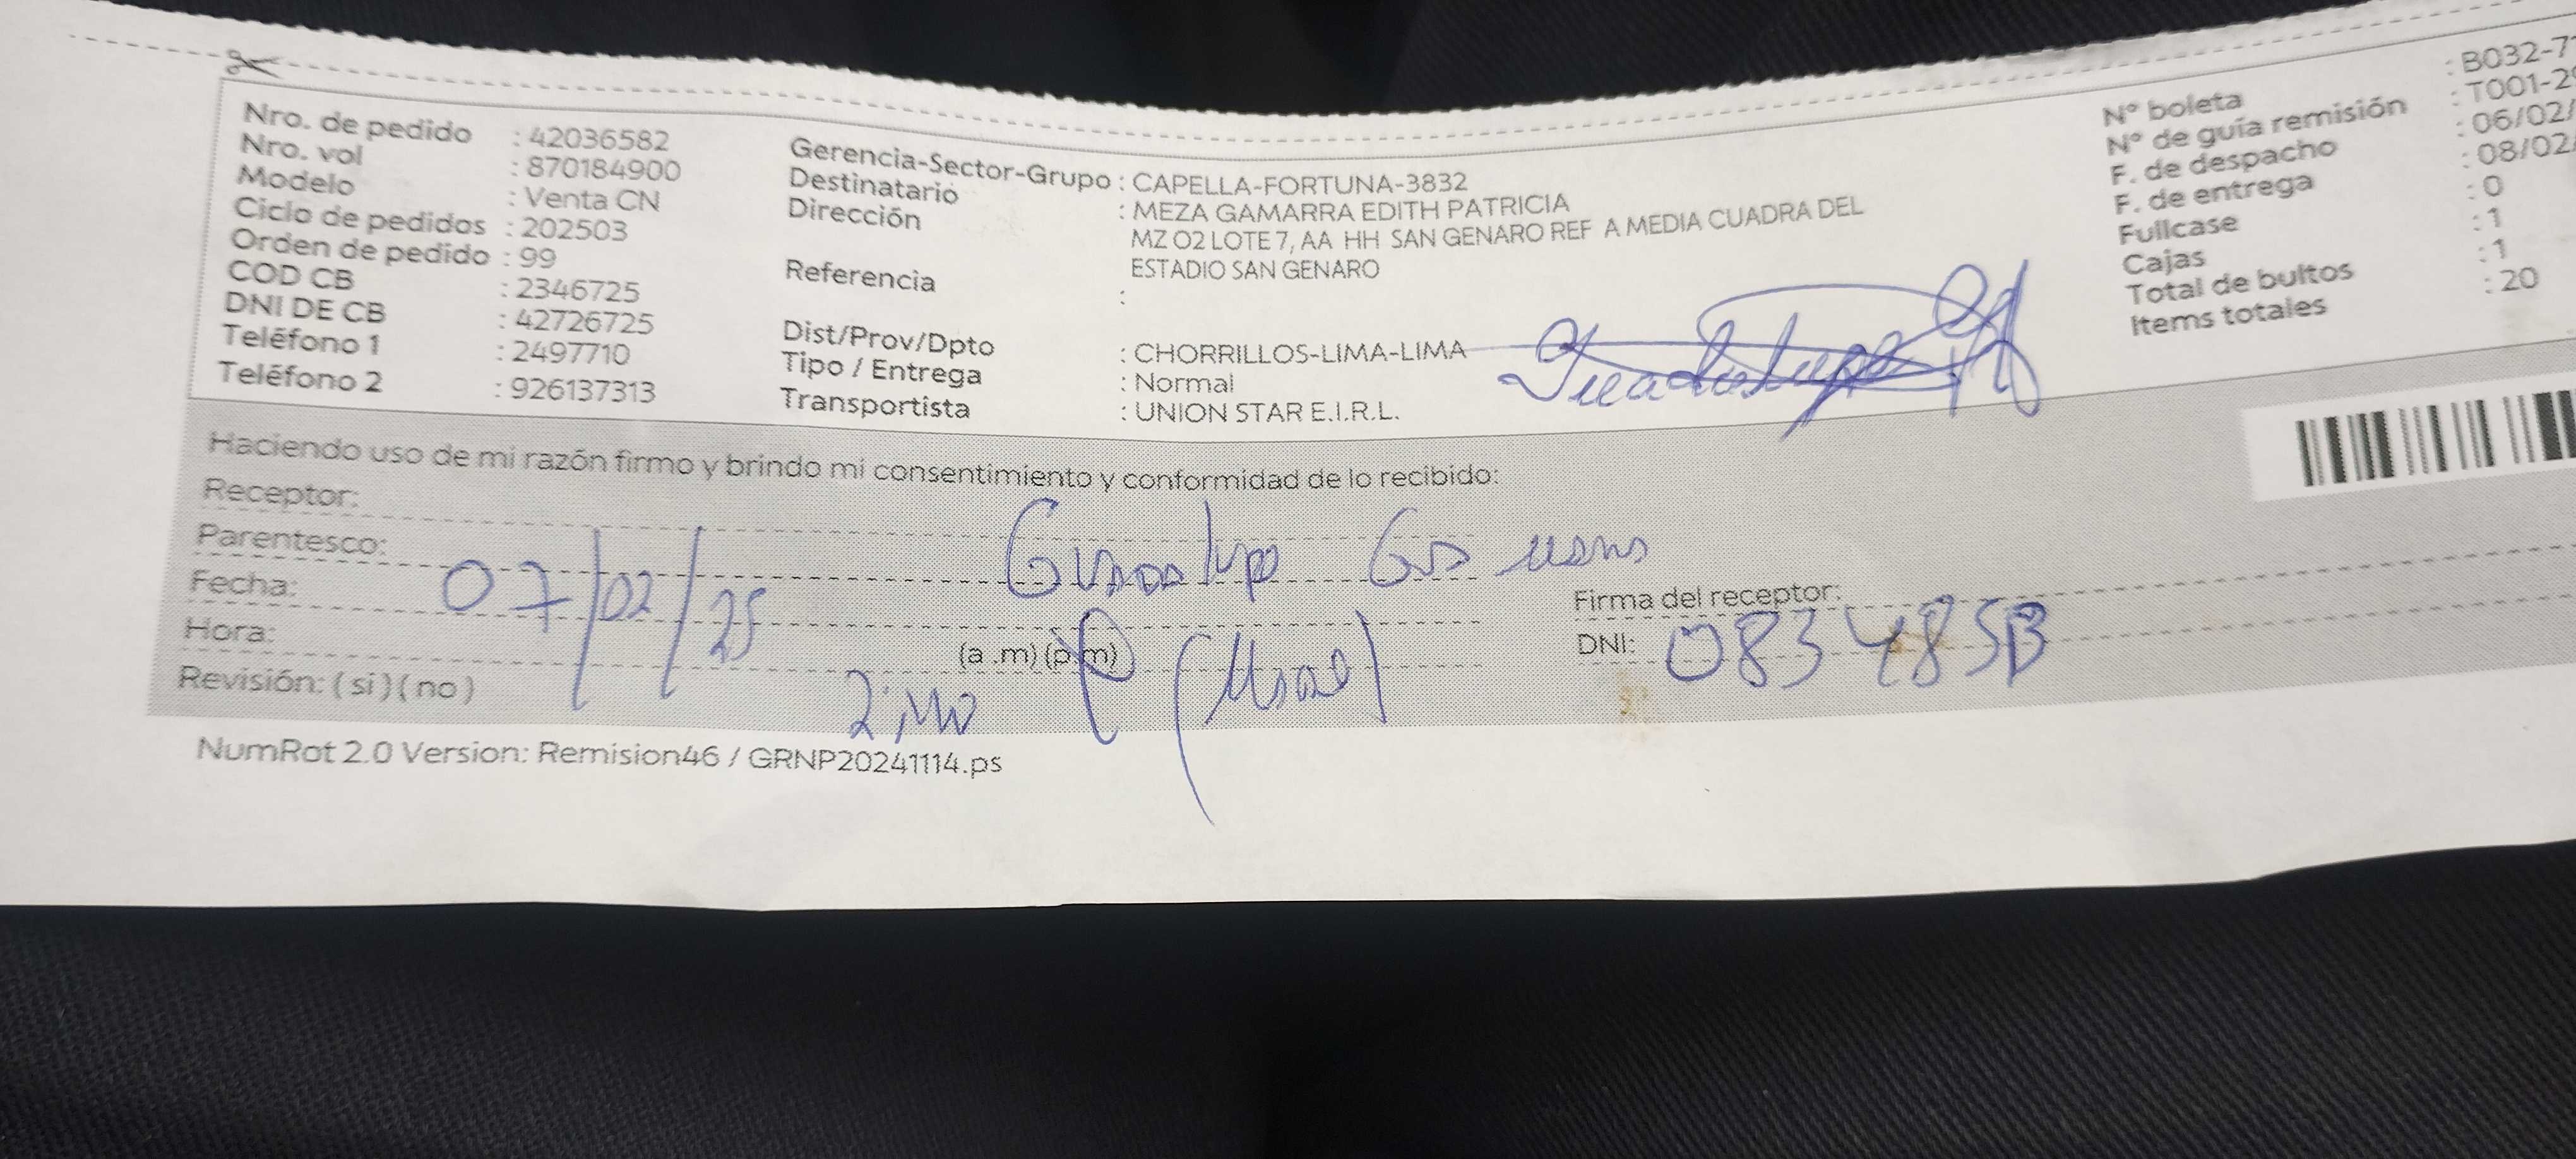 Nro. de pedido : 42036582
Nro. vol : 870184900
Modelo : Venta CN
Ciclo de pedidos : 202503
Orden de pedido : 99
COD CB : 2346725
DNI DE CB : 42726725
Teléfono 1 : 2497710
Teléfono 2 : 926137313
Gerencia-Sector-Grupo : CAPELLA-FORTUNA-3832
Destinatario : MEZA GAMARRA EDITH PATRICIA
Dirección : MZ O2 LOTE 7, AA HH SAN GENARO REF A MEDIA CUADRA DEL
ESTADIO SAN GENARO
Referencia :
Dist/Prov/Dpto : CHORRILLOS-LIMA-LIMA
Tipo / Entrega : Normal
Transportista : UNION STAR E.I.R.L.
N° boleta : B032-7
N° de guía remisión : T001-2
F. de despacho : 06/02/
F. de entrega : 08/02/
Fullcase : 0
Cajas : 1
Total de bultos : 1
Items totales : 20
Haciendo uso de mi razón firmo y brindo mi consentimiento y conformidad de lo recibido:
Receptor:
Parentesco:
Fecha: 07/02/25
Hora: (a .m) (p.m)
Revisión: ( si ) ( no )
Firma del receptor:
DNI:
NumRot 2.0 Version: Remision46 / GRNP20241114.ps